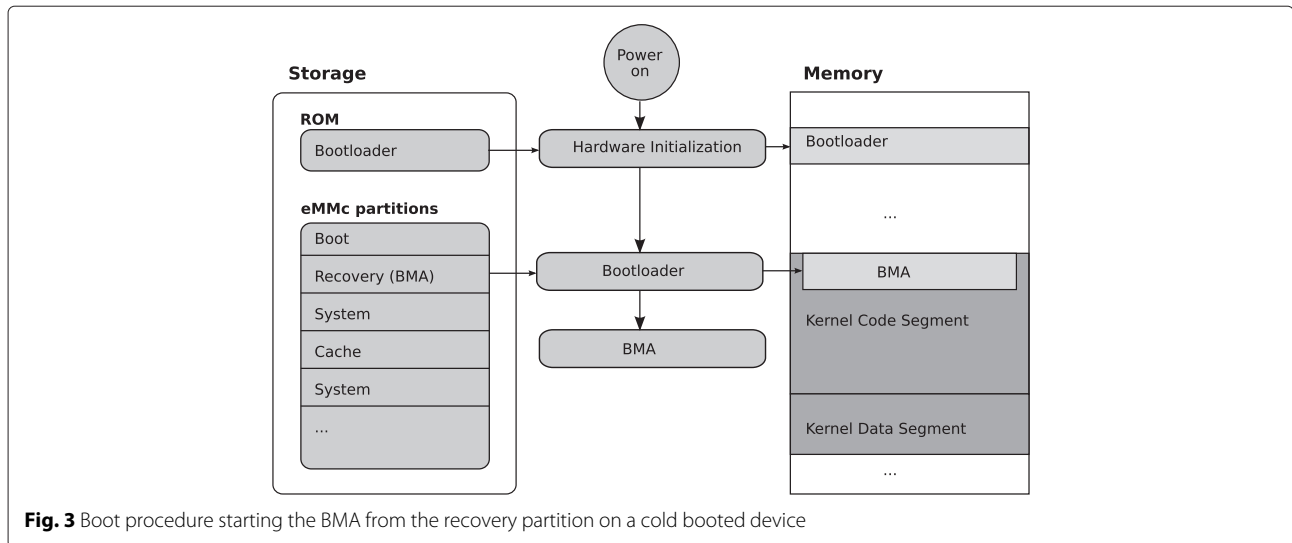 Power
on
Storage
Memory
ROM
Bootloader
Hardware Initialization
Bootloader
...
eMMc partitions
Boot
Recovery (BMA)
System
Cache
System
...
Bootloader
BMA
BMA
Kernel Code Segment
Kernel Data Segment
...
Fig. 3 Boot procedure starting the BMA from the recovery partition on a cold booted device